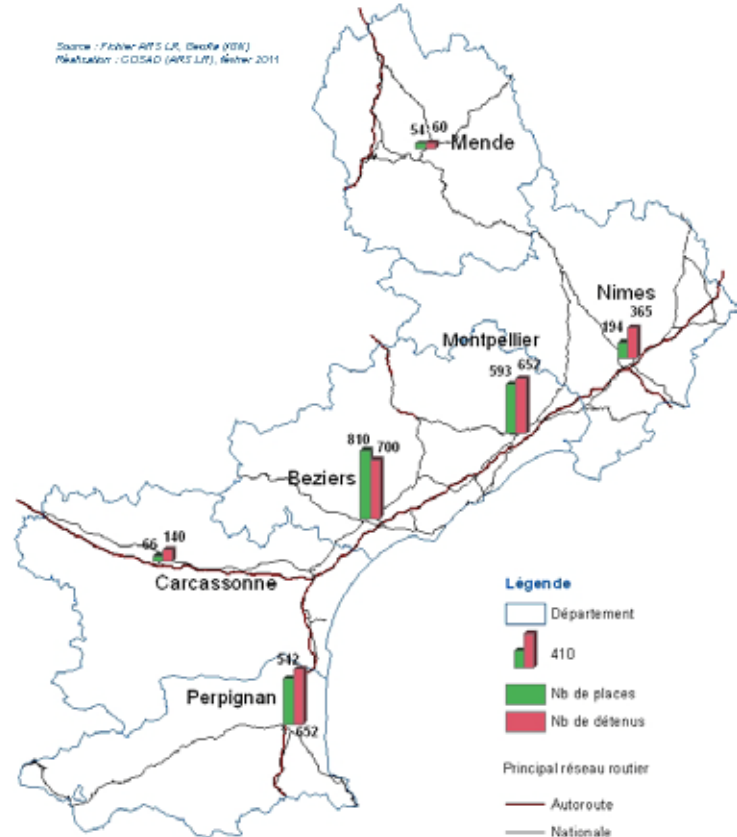 Source : Fichier ARS LR, Beofia (IGN)
Réalisation : GOSAD (ARS LR), février 2011
54 60
Mende
Nimes
365
194
Montpellier
593 652
810 700
Beziers
66 140
Carcassonne
542
Perpignan
652
Légende
Département
410
Nb de places
Nb de détenus
Principal réseau routier
Autoroute
Nationale